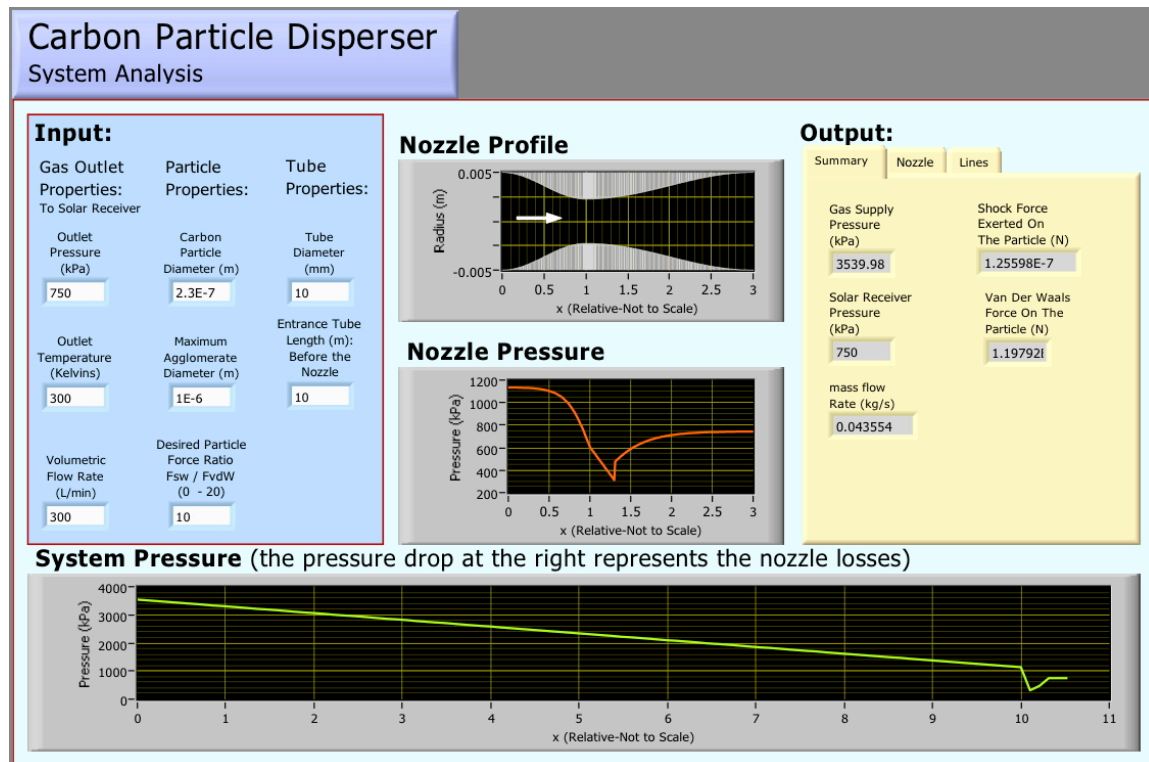 Carbon Particle Disperser
System Analysis
Input:
Gas Outlet
Properties:
To Solar Receiver
Outlet
Pressure
(kPa)
750
Outlet
Temperature
(Kelvins)
300
Volumetric
Flow Rate
(L/min)
300
Particle
Properties:
Carbon
Particle
Diameter (m)
2.3E-7
Maximum
Agglomerate
Diameter (m)
1E-6
Desired Particle
Force Ratio
Fsw / FvdW
(0 - 20)
10
Tube
Properties:
Tube
Diameter
(mm)
10
Entrance Tube
Length (m):
Before the
Nozzle
10
Nozzle Profile
Radius (m)
0.005
-0.005
0 0.5 1 1.5 2 2.5 3
x (Relative-Not to Scale)
Nozzle Pressure
Pressure (kPa)
1200
1000
800
600
400
200
0 0.5 1 1.5 2 2.5 3
x (Relative-Not to Scale)
Output:
Summary Nozzle Lines
Gas Supply
Pressure
(kPa)
3539.98
Solar Receiver
Pressure
(kPa)
750
mass flow
Rate (kg/s)
0.043554
Shock Force
Exerted On
The Particle (N)
1.25598E-7
Van Der Waals
Force On The
Particle (N)
1.19792
System Pressure (the pressure drop at the right represents the nozzle losses)
Pressure (kPa)
4000
3000
2000
1000
0
0 1 2 3 4 5 6 7 8 9 10 11
x (Relative-Not to Scale)